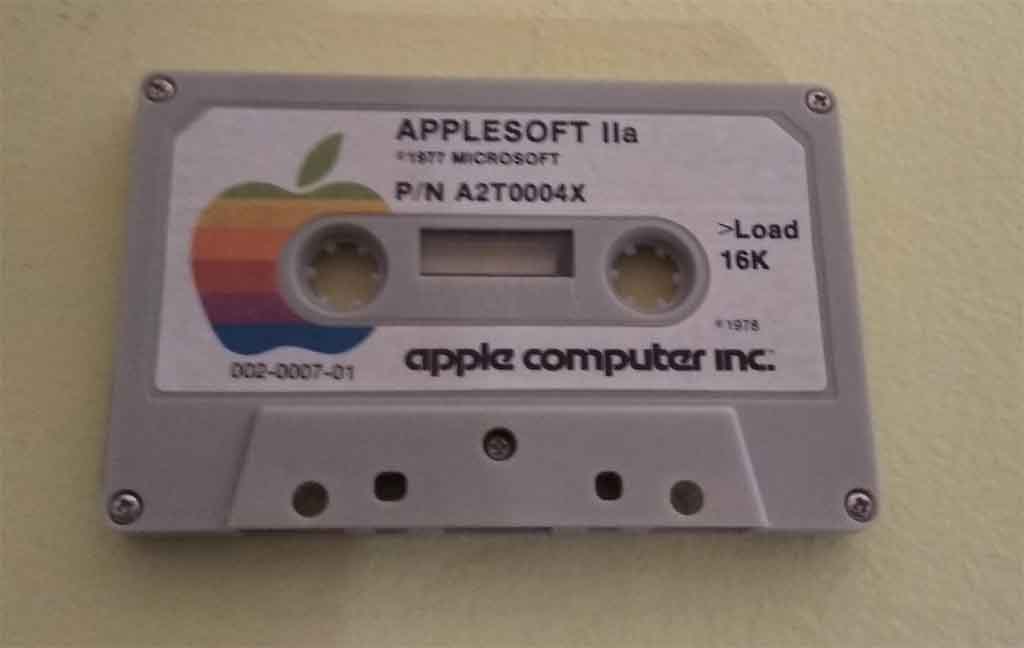 APPLESOFT IIa
©1977 MICROSOFT
P/N A2T0004X
>Load
16K
©1978
apple computer inc.
002-0007-01